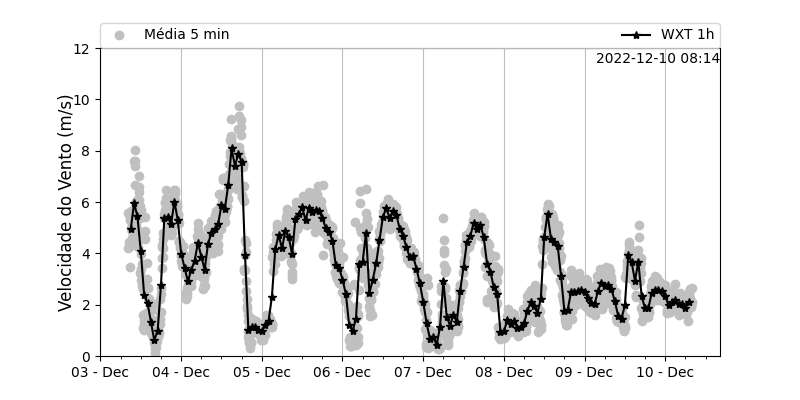 Média 5 min
WXT 1h
2022-12-10 08:14
Velocidade do Vento (m/s)
12
10
8
6
4
2
0
03 - Dec 04 - Dec 05 - Dec 06 - Dec 07 - Dec 08 - Dec 09 - Dec 10 - Dec